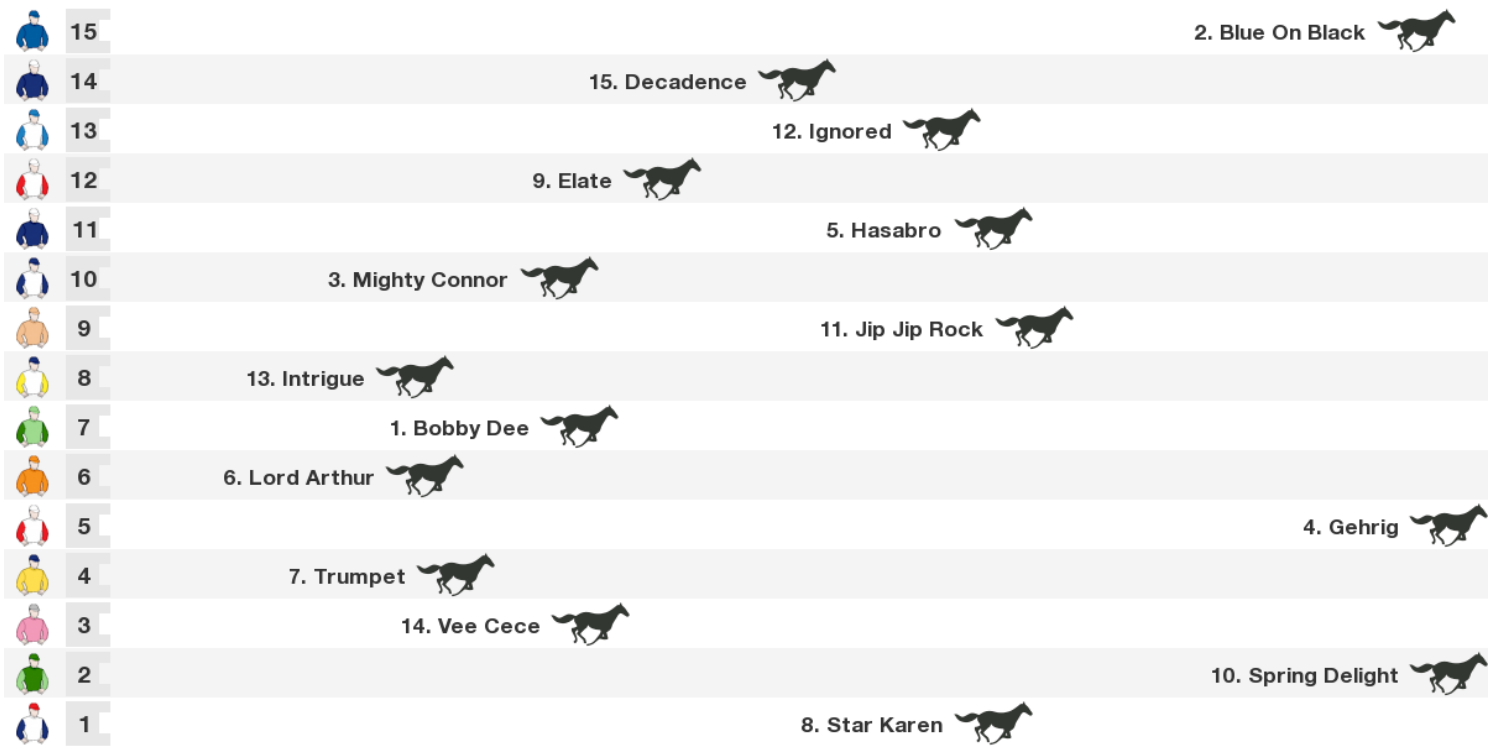 15 2. Blue On Black
14 15. Decadence
13 12. Ignored
12 9. Elate
11 5. Hasabro
10 3. Mighty Connor
9 11. Jip Jip Rock
8 13. Intrigue
7 1. Bobby Dee
6 6. Lord Arthur
5 4. Gehrig
4 7. Trumpet
3 14. Vee Cece
2 10. Spring Delight
1 8. Star Karen